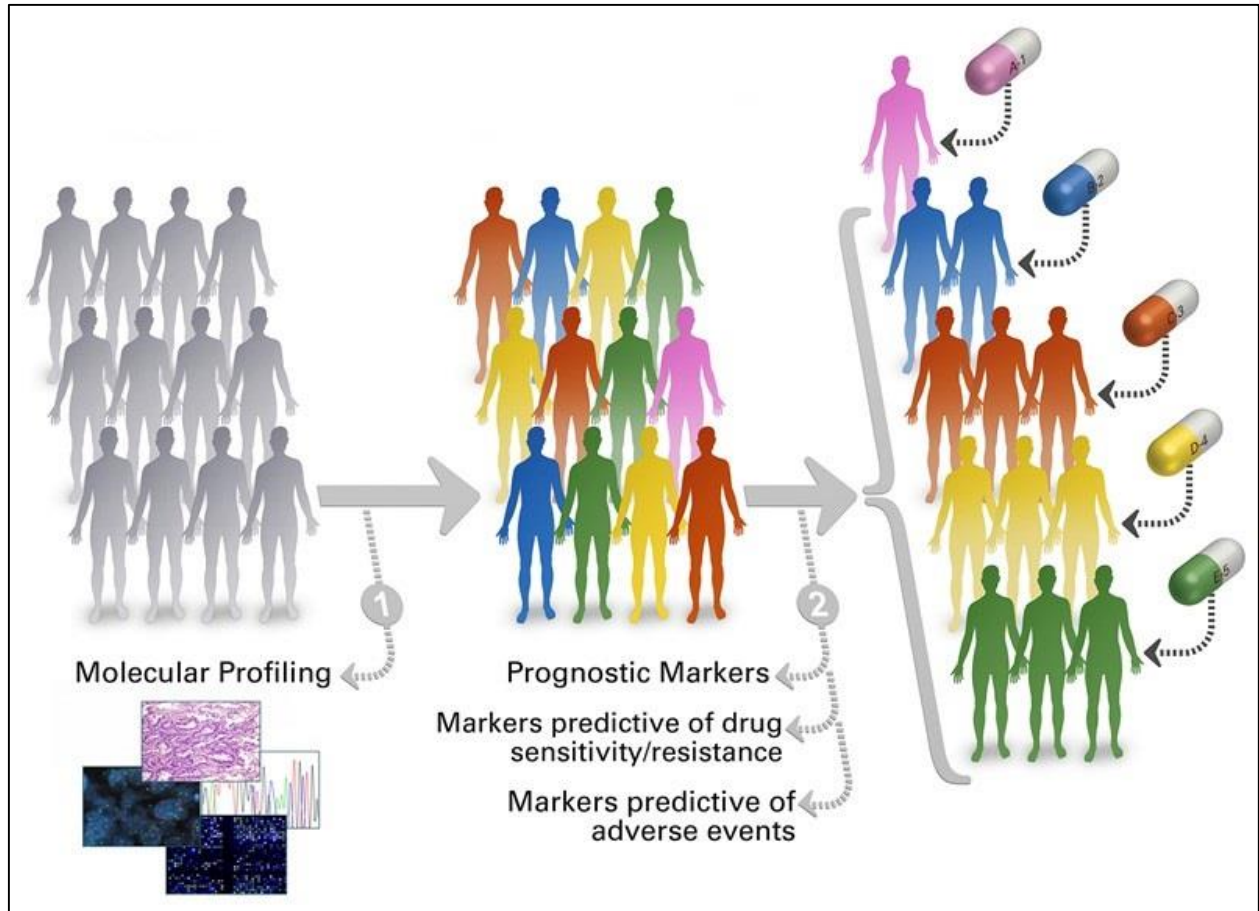 A-1
B-2
C-3
D-4
E-5
1
2
Molecular Profiling
Prognostic Markers
Markers predictive of drug
sensitivity/resistance
Markers predictive of
adverse events